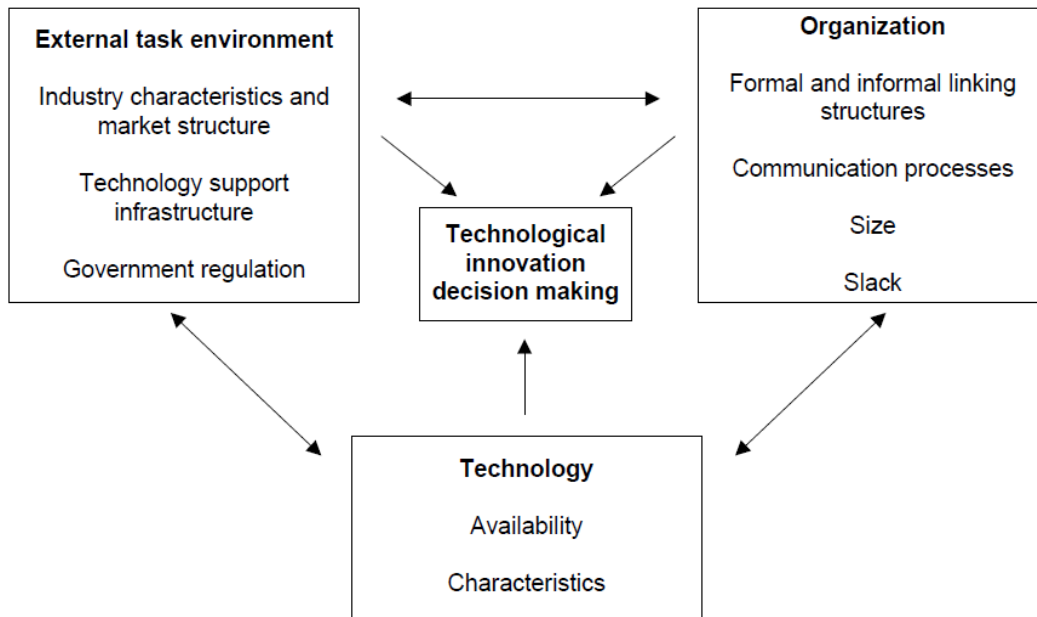 External task environment
Industry characteristics and
market structure
Technology support
infrastructure
Government regulation
Organization
Formal and informal linking
structures
Communication processes
Size
Slack
Technological
innovation
decision making
Technology
Availability
Characteristics